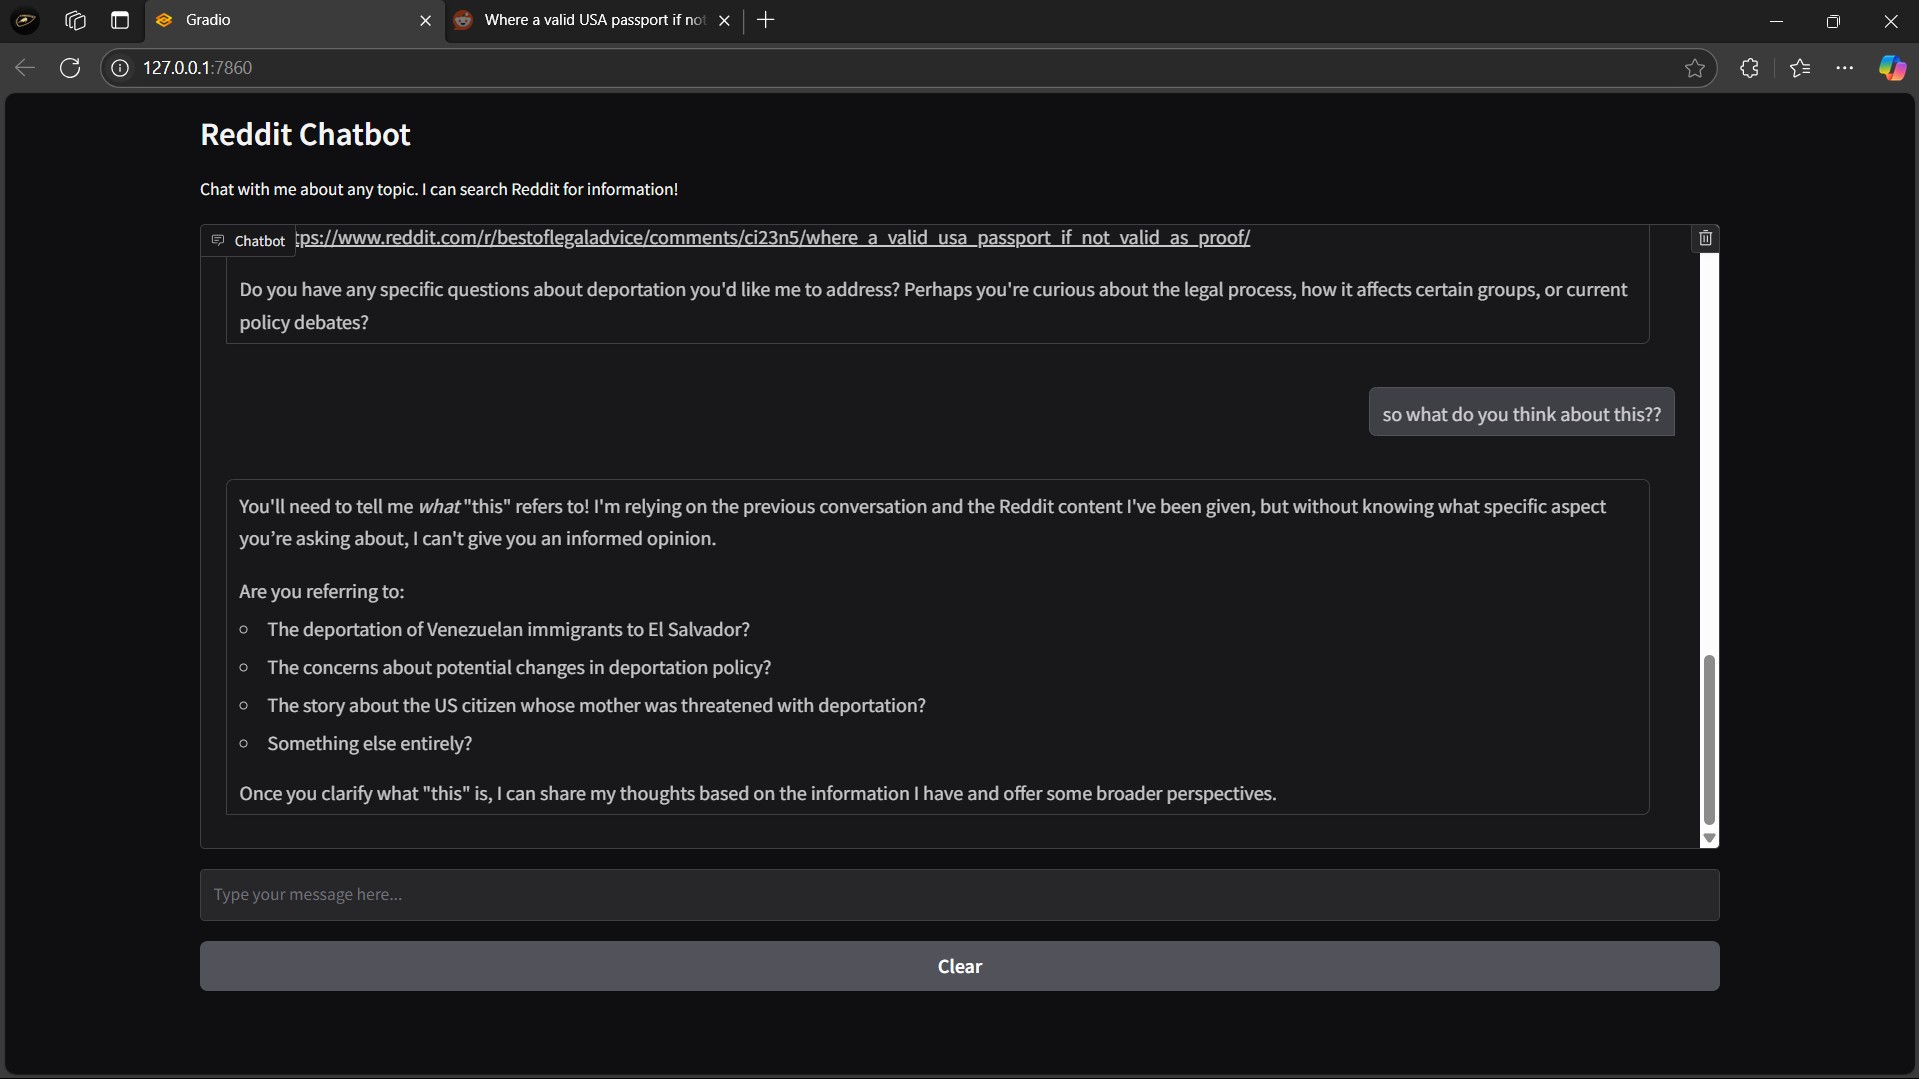 Gradio
Where a valid USA passport if not
127.0.0.1:7860
Reddit Chatbot
Chat with me about any topic. I can search Reddit for information!
Chatbot
tps://www.reddit.com/r/bestoflegaladvice/comments/ci23n5/where_a_valid_usa_passport_if_not_valid_as_proof/
Do you have any specific questions about deportation you'd like me to address? Perhaps you're curious about the legal process, how it affects certain groups, or current
policy debates?
so what do you think about this??
You'll need to tell me what "this" refers to! I'm relying on the previous conversation and the Reddit content I've been given, but without knowing what specific aspect
you’re asking about, I can't give you an informed opinion.
Are you referring to:
The deportation of Venezuelan immigrants to El Salvador?
The concerns about potential changes in deportation policy?
The story about the US citizen whose mother was threatened with deportation?
Something else entirely?
Once you clarify what "this" is, I can share my thoughts based on the information I have and offer some broader perspectives.
Type your message here...
Clear